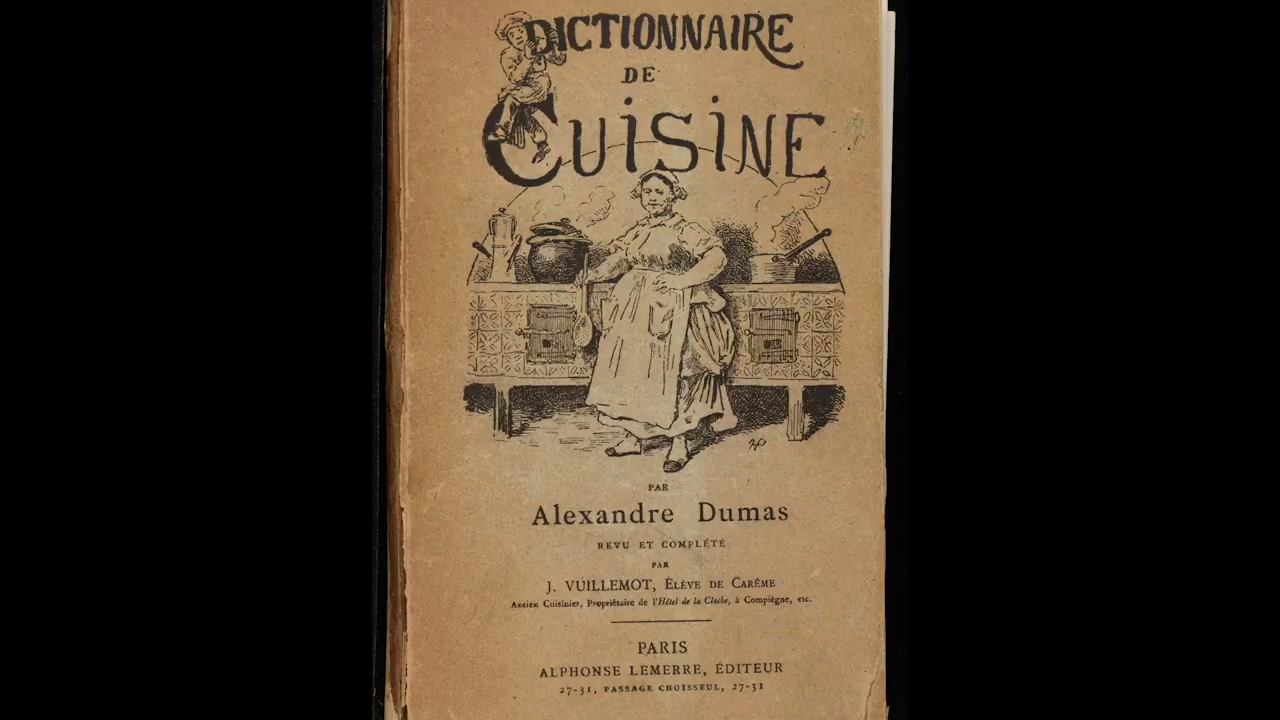 DICTIONNAIRE
DE
CUISINE
PAR
Alexandre Dumas
REVU ET COMPLÉTÉ
PAR
J. VUILLEMOT, ÉLÈVE DE CARÊME
Ancien Cuisinier, Propriétaire de l'Hôtel de la Cloche, à Compiègne, etc.
PARIS
ALPHONSE LEMERRE, ÉDITEUR
27-31, PASSAGE CHOISEUL, 27-31